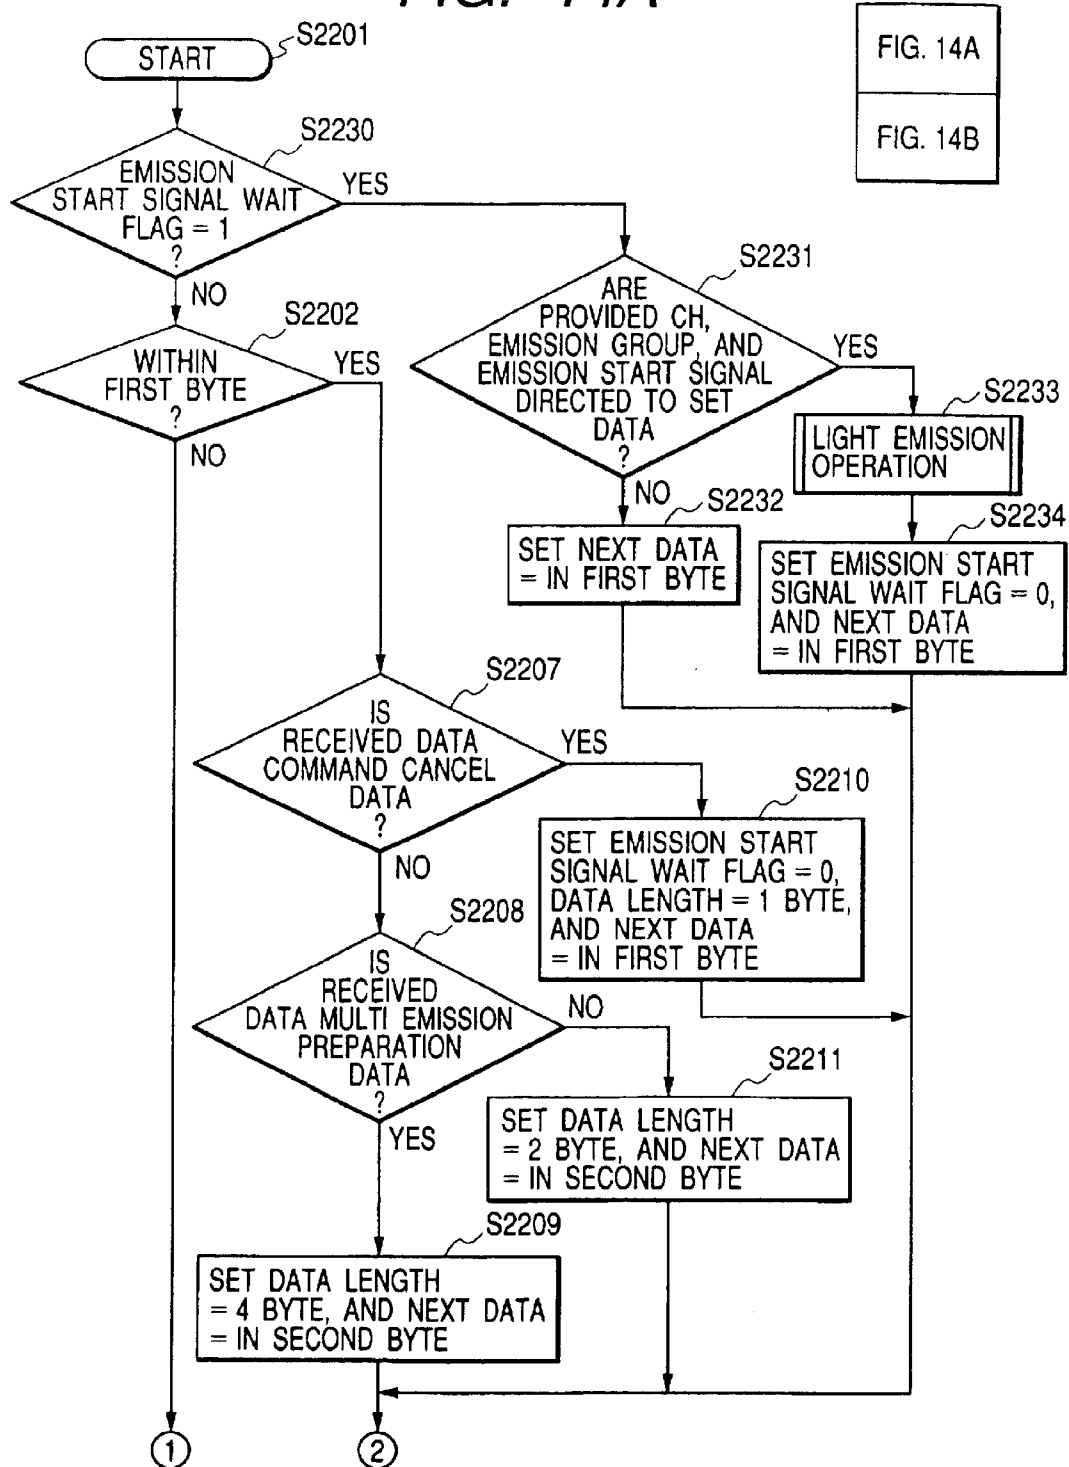 FIG. 14A
S2201
START
FIG. 14A
FIG. 14B
S2230
EMISSION
START SIGNAL WAIT
FLAG = 1
?
YES
NO
S2231
ARE
PROVIDED CH,
EMISSION GROUP, AND
EMISSION START SIGNAL
DIRECTED TO SET
DATA
?
YES
NO
S2202
WITHIN
FIRST BYTE
?
YES
NO
S2233
LIGHT EMISSION
OPERATION
S2232
SET NEXT DATA
= IN FIRST BYTE
S2234
SET EMISSION START
SIGNAL WAIT FLAG = 0,
AND NEXT DATA
= IN FIRST BYTE
S2207
IS
RECEIVED DATA
COMMAND CANCEL
DATA
?
YES
NO
S2210
SET EMISSION START
SIGNAL WAIT FLAG = 0,
DATA LENGTH = 1 BYTE,
AND NEXT DATA
= IN FIRST BYTE
S2208
IS
RECEIVED
DATA MULTI EMISSION
PREPARATION
DATA
?
NO
YES
S2211
SET DATA LENGTH
= 2 BYTE, AND NEXT DATA
= IN SECOND BYTE
S2209
SET DATA LENGTH
= 4 BYTE, AND NEXT DATA
= IN SECOND BYTE
1
2